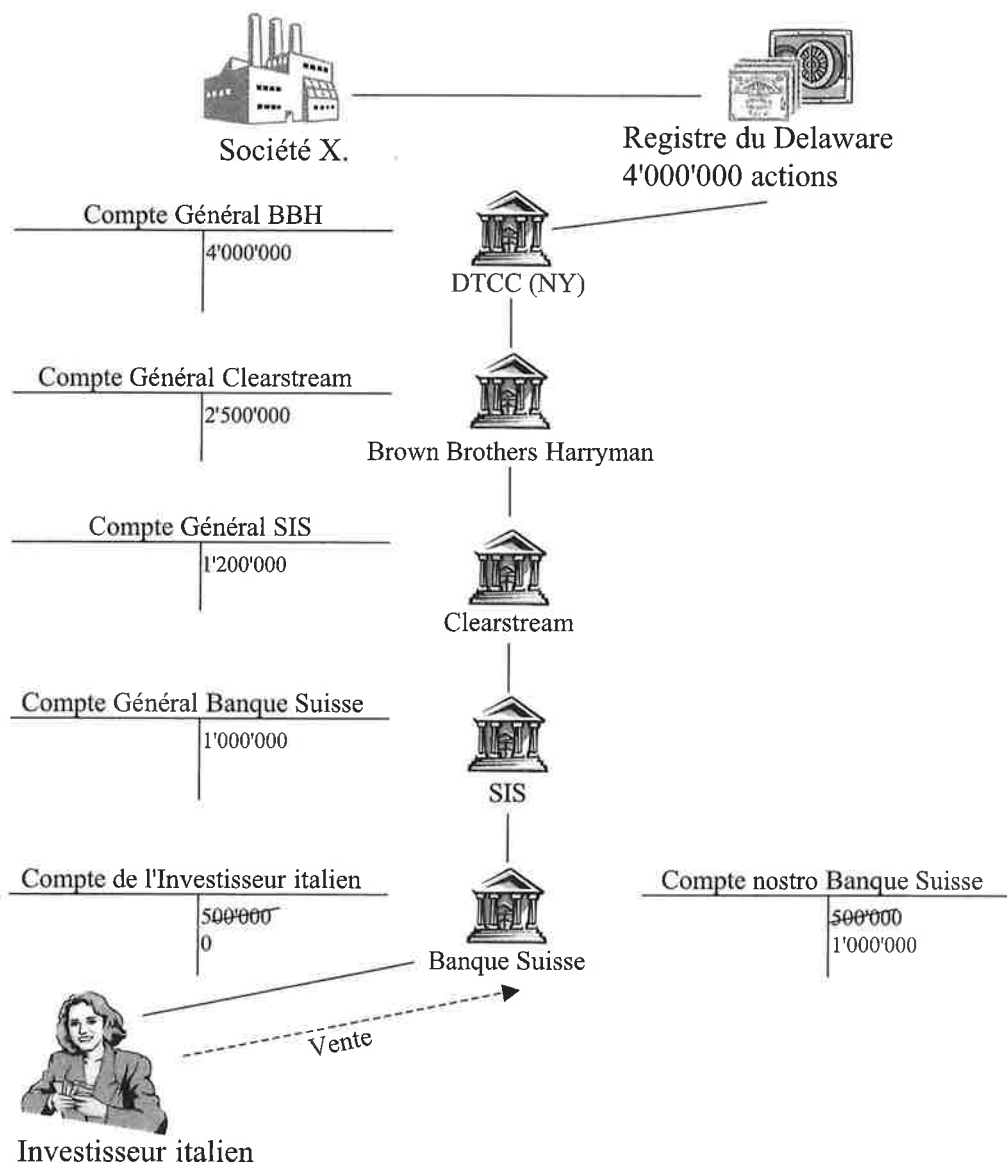 Société X.
Registre du Delaware
4'000'000 actions
Compte Général BBH
4'000'000
DTCC (NY)
Compte Général Clearstream
2'500'000
Brown Brothers Harryman
Compte Général SIS
1'200'000
Clearstream
Compte Général Banque Suisse
1'000'000
SIS
Compte de l'Investisseur italien
500'000
0
Banque Suisse
Compte nostro Banque Suisse
500'000
1'000'000
Vente
Investisseur italien